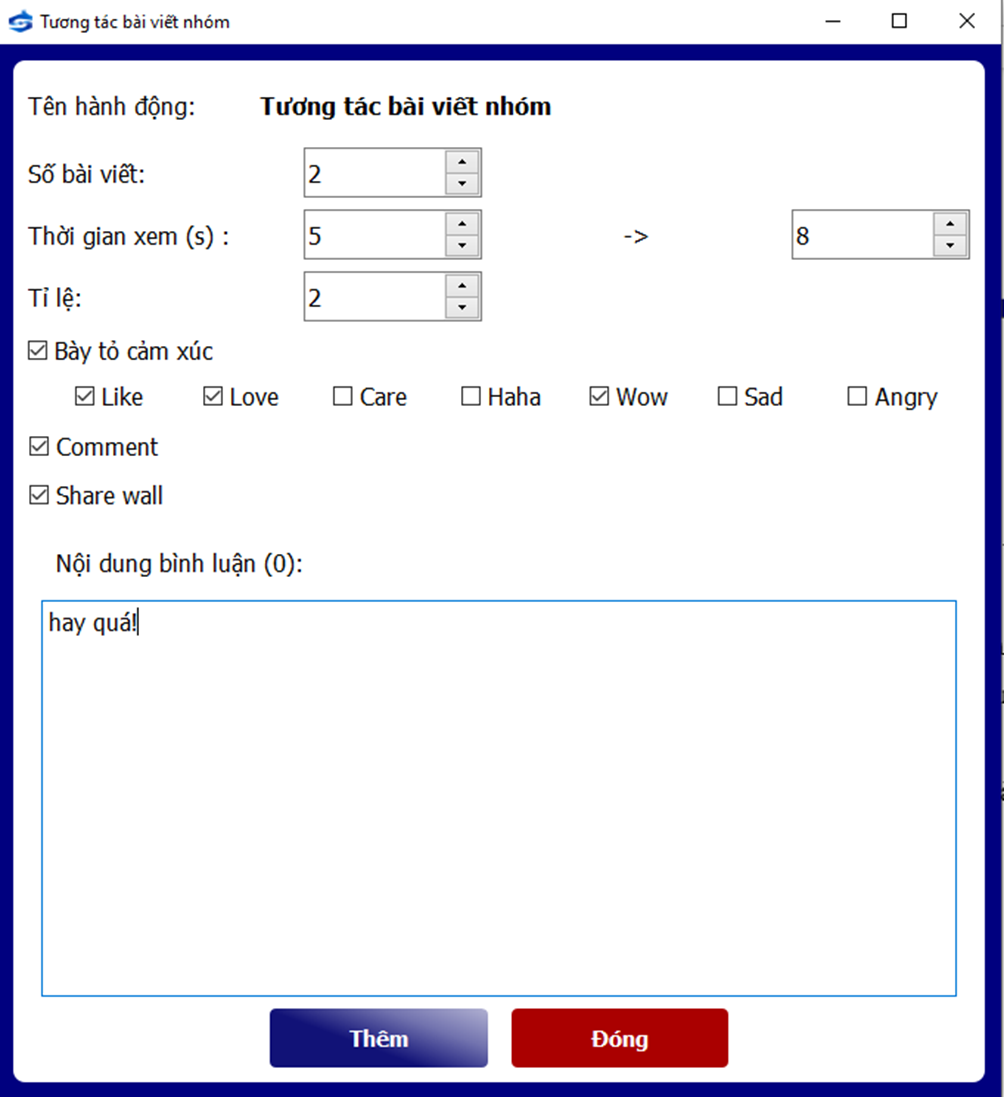 Tương tác bài viết nhóm
Tên hành động: Tương tác bài viết nhóm
Số bài viết: 2
Thời gian xem (s) : 5 -> 8
Tỉ lệ: 2
Bày tỏ cảm xúc
Like Love Care Haha Wow Sad Angry
Comment
Share wall
Nội dung bình luận (0):
hay quá!
Thêm Đóng